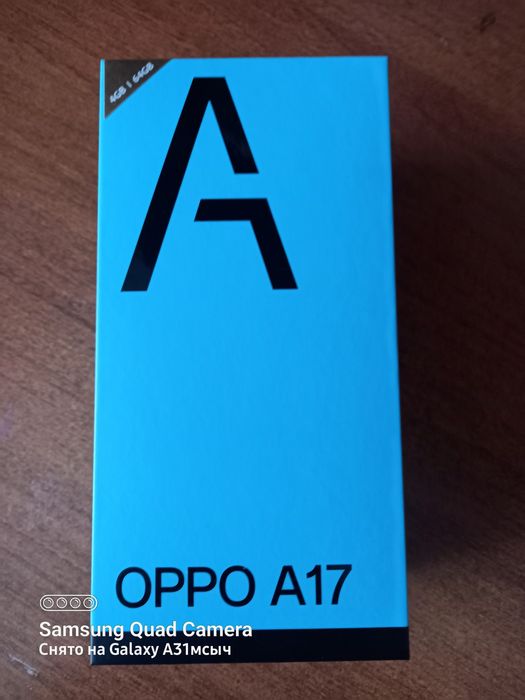 4GB | 64GB
A
OPPO A17
Samsung Quad Camera
Снято на Galaxy A31мсыч